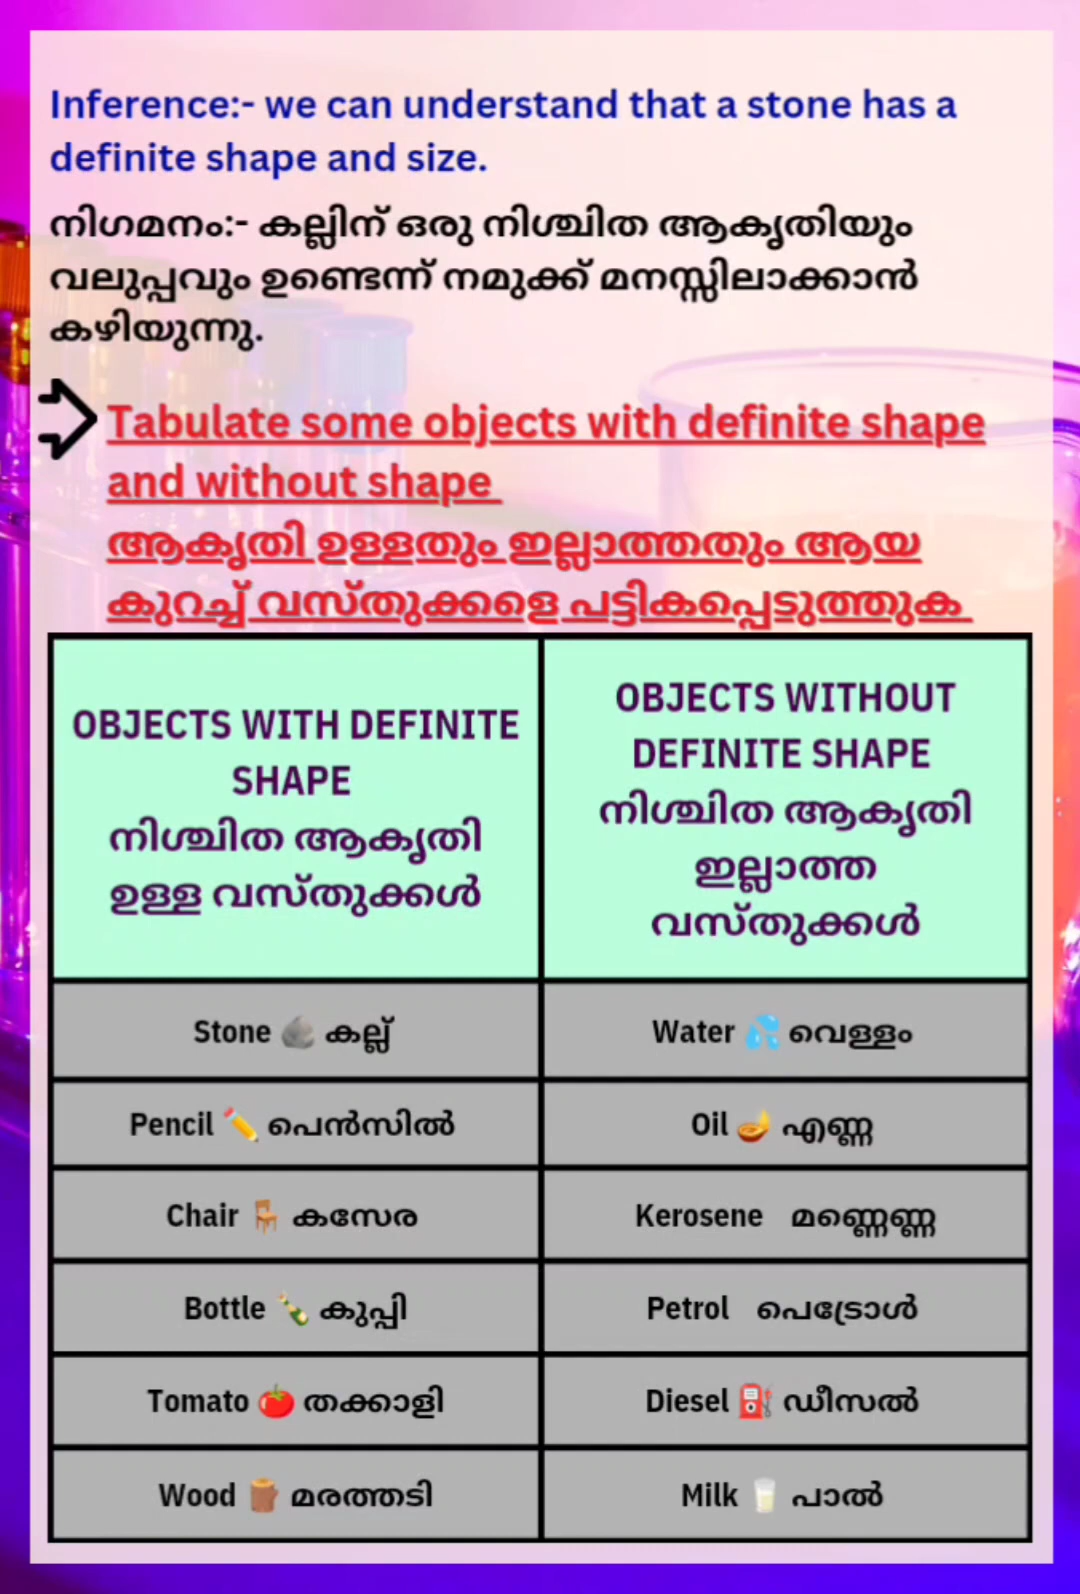 Inference:- we can understand that a stone has a
definite shape and size.
നിഗമനം:- കല്ലിന് ഒരു നിശ്ചിത ആകൃതിയും
വലുപ്പവും ഉണ്ടെന്ന് നമുക്ക് മനസ്സിലാക്കാൻ
കഴിയുന്നു.
Tabulate some objects with definite shape
and without shape
ആകൃതി ഉള്ളതും ഇല്ലാത്തതും ആയ
കുറച്ച് വസ്തുക്കളെ പട്ടികപ്പെടുത്തുക
OBJECTS WITH DEFINITE
SHAPE
നിശ്ചിത ആകൃതി
ഉള്ള വസ്തുക്കൾ
OBJECTS WITHOUT
DEFINITE SHAPE
നിശ്ചിത ആകൃതി
ഇല്ലാത്ത
വസ്തുക്കൾ
Stone 🪨 കല്ല്
Water 💦 വെള്ളം
Pencil ✏️ പെൻസിൽ
Oil 🪔 എണ്ണ
Chair 🪑 കസേര
Kerosene മണ്ണെണ്ണ
Bottle 🍾 കുപ്പി
Petrol പെട്രോൾ
Tomato 🍅 തക്കാളി
Diesel ⛽ ഡീസൽ
Wood 🪵 മരത്തടി
Milk 🥛 പാൽ